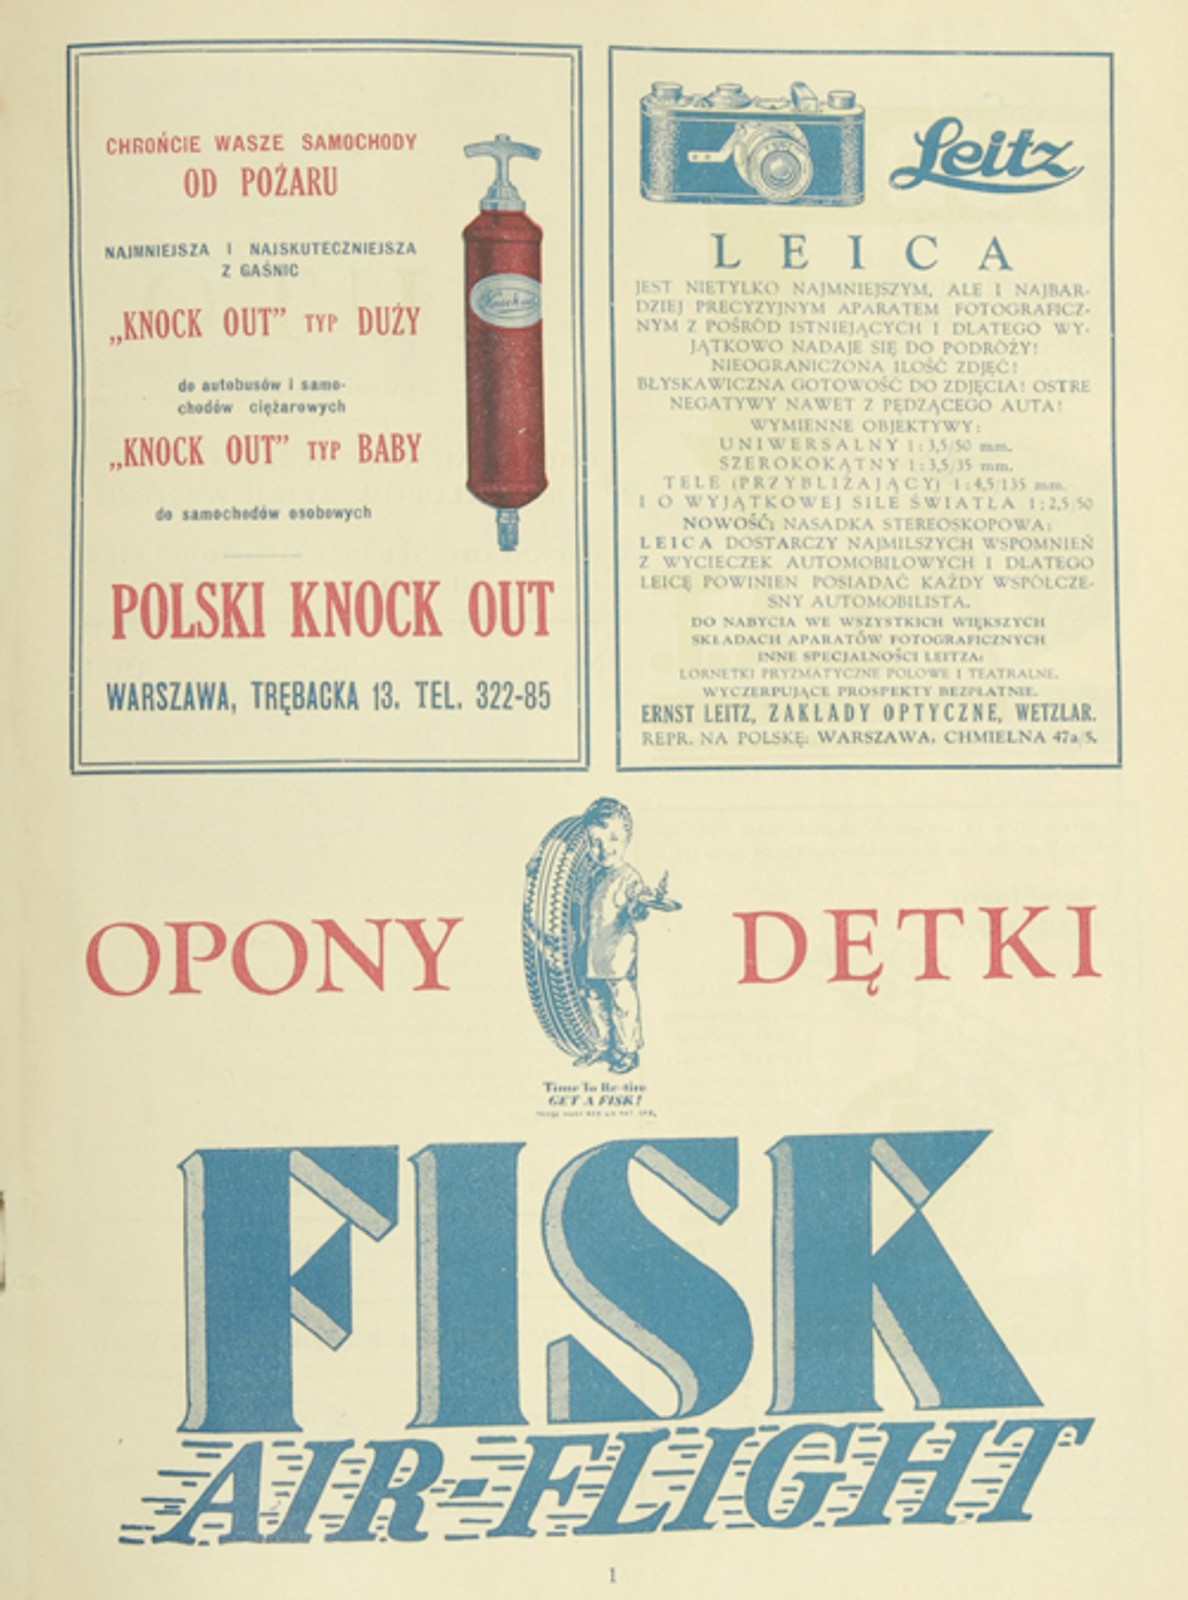 CHROŃCIE WASZE SAMOCHODY
OD POŻARU
NAJMNIEJSZA I NAJSKUTECZNIEJSZA
Z GAŚNIC
„KNOCK OUT” TYP DUŻY
do autobusów i samo-
chodów ciężarowych
„KNOCK OUT” TYP BABY
do samochodów osobowych
Knock out
POLSKI KNOCK OUT
WARSZAWA, TRĘBACKA 13. TEL. 322-85
Leitz
LEICA
JEST NIETYLKO NAJMNIEJSZYM, ALE I NAJBAR-
DZIEJ PRECYZYJNYM APARATEM FOTOGRAFICZ-
NYM Z POŚRÓD ISTNIEJĄCYCH I DLATEGO WY-
JĄTKOWO NADAJE SIĘ DO PODRÓŻY!
NIEOGRANICZONA ILOŚĆ ZDJĘĆ!
BŁYSKAWICZNA GOTOWOŚĆ DO ZDJĘCIA! OSTRE
NEGATYWY NAWET Z PĘDZĄCEGO AUTA!
WYMIENNE OBJEKTYWY:
UNIWERSALNY 1:3,5/50 mm.
SZEROKOKĄTNY 1:3,5/35 mm.
TELE (PRZYBLIŻAJĄCY) 1:4,5/135 mm.
I O WYJĄTKOWEJ SILE ŚWIATŁA 1:2,5/50
NOWOŚĆ: NASADKA STEREOSKOPOWA:
LEICA DOSTARCZY NAJMILSZYCH WSPOMNIEŃ
Z WYCIECZEK AUTOMOBILOWYCH I DLATEGO
LEICĘ POWINIEN POSIADAĆ KAŻDY WSPÓŁCZE-
SNY AUTOMOBILISTA.
DO NABYCIA WE WSZYSTKICH WIĘKSZYCH
SKŁADACH APARATÓW FOTOGRAFICZNYCH
INNE SPECJALNOŚCI LEITZA:
LORNETKI PRYZMATYCZNE POLOWE I TEATRALNE.
WYCZERPUJĄCE PROSPEKTY BEZPŁATNIE.
ERNST LEITZ, ZAKŁADY OPTYCZNE, WETZLAR.
REPR. NA POLSKĘ: WARSZAWA, CHMIELNA 47a/5.
OPONY DĘTKI
Time To Re-tire
GET A FISK!
FISK
AIR-FLIGHT
1